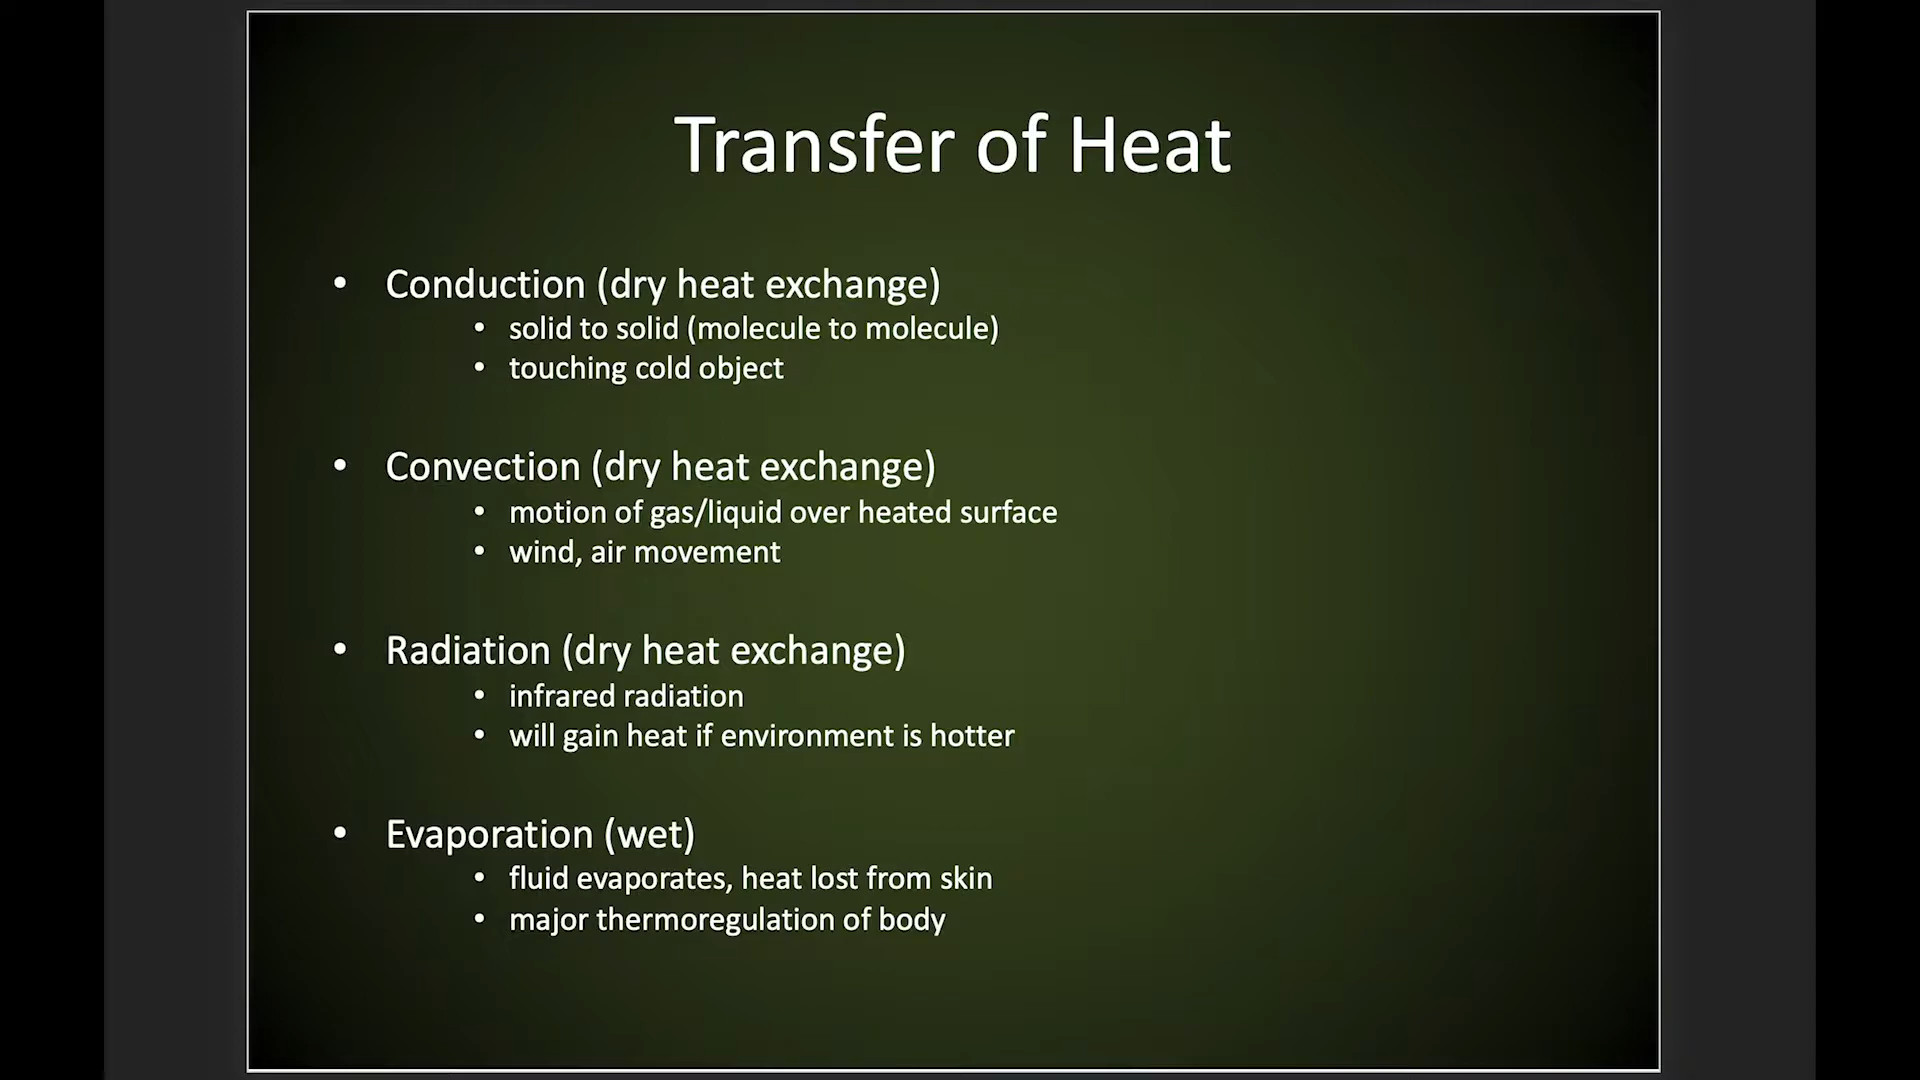 Transfer of Heat
• Conduction (dry heat exchange)
• solid to solid (molecule to molecule)
• touching cold object
• Convection (dry heat exchange)
• motion of gas/liquid over heated surface
• wind, air movement
• Radiation (dry heat exchange)
• infrared radiation
• will gain heat if environment is hotter
• Evaporation (wet)
• fluid evaporates, heat lost from skin
• major thermoregulation of body